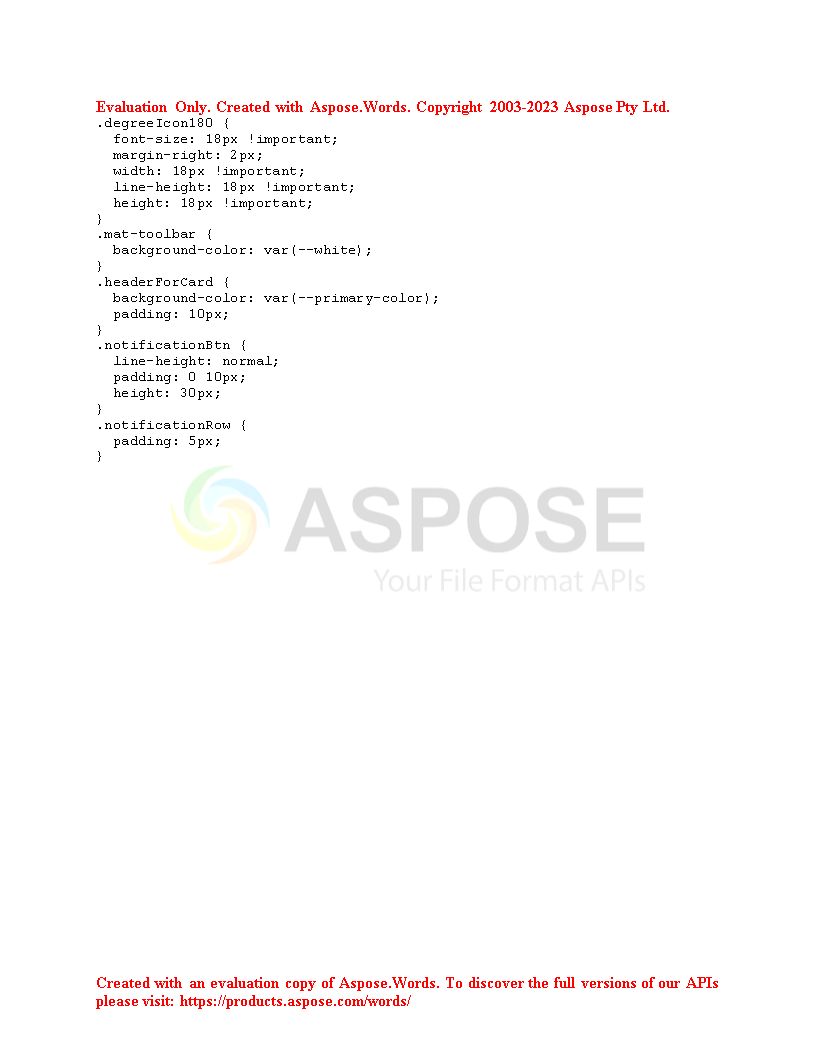 Evaluation Only. Created with Aspose.Words. Copyright 2003-2023 Aspose Pty Ltd.
.degreeIcon180 {
  font-size: 18px !important;
  margin-right: 2px;
  width: 18px !important;
  line-height: 18px !important;
  height: 18px !important;
}
.mat-toolbar {
  background-color: var(--white);
}
.headerForCard {
  background-color: var(--primary-color);
  padding: 10px;
}
.notificationBtn {
  line-height: normal;
  padding: 0 10px;
  height: 30px;
}
.notificationRow {
  padding: 5px;
}
ASPOSE
Your File Format APIs
Created with an evaluation copy of Aspose.Words. To discover the full versions of our APIs
please visit: https://products.aspose.com/words/